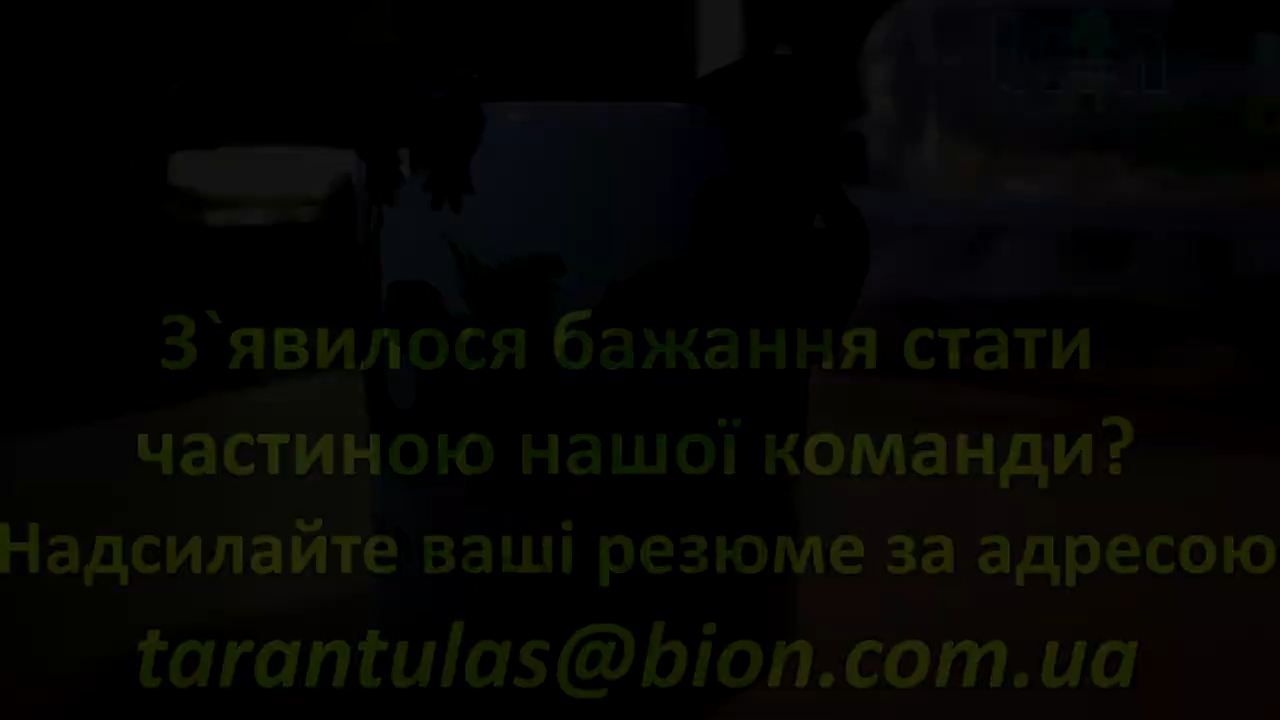 З`явилося бажання стати
частиною нашої команди?
Надсилайте ваші резюме за адресою
tarantulas@bion.com.ua